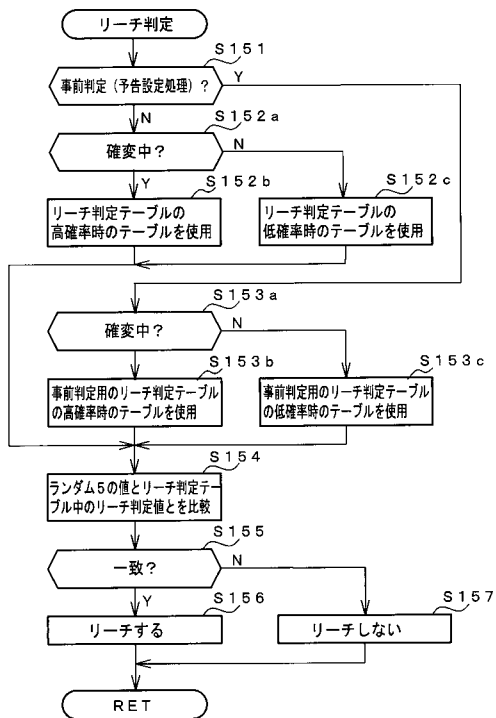 リーチ判定
S151
事前判定（予告設定処理）？
Y
N
S152a
確変中？
N
Y
S152b
リーチ判定テーブルの
高確率時のテーブルを使用
S152c
リーチ判定テーブルの
低確率時のテーブルを使用
S153a
確変中？
N
S153b
事前判定用のリーチ判定テーブル
の高確率時のテーブルを使用
S153c
事前判定用のリーチ判定テーブル
の低確率時のテーブルを使用
S154
ランダム5の値とリーチ判定テー
ブル中のリーチ判定値とを比較
S155
一致？
N
Y
S156
リーチする
S157
リーチしない
RET